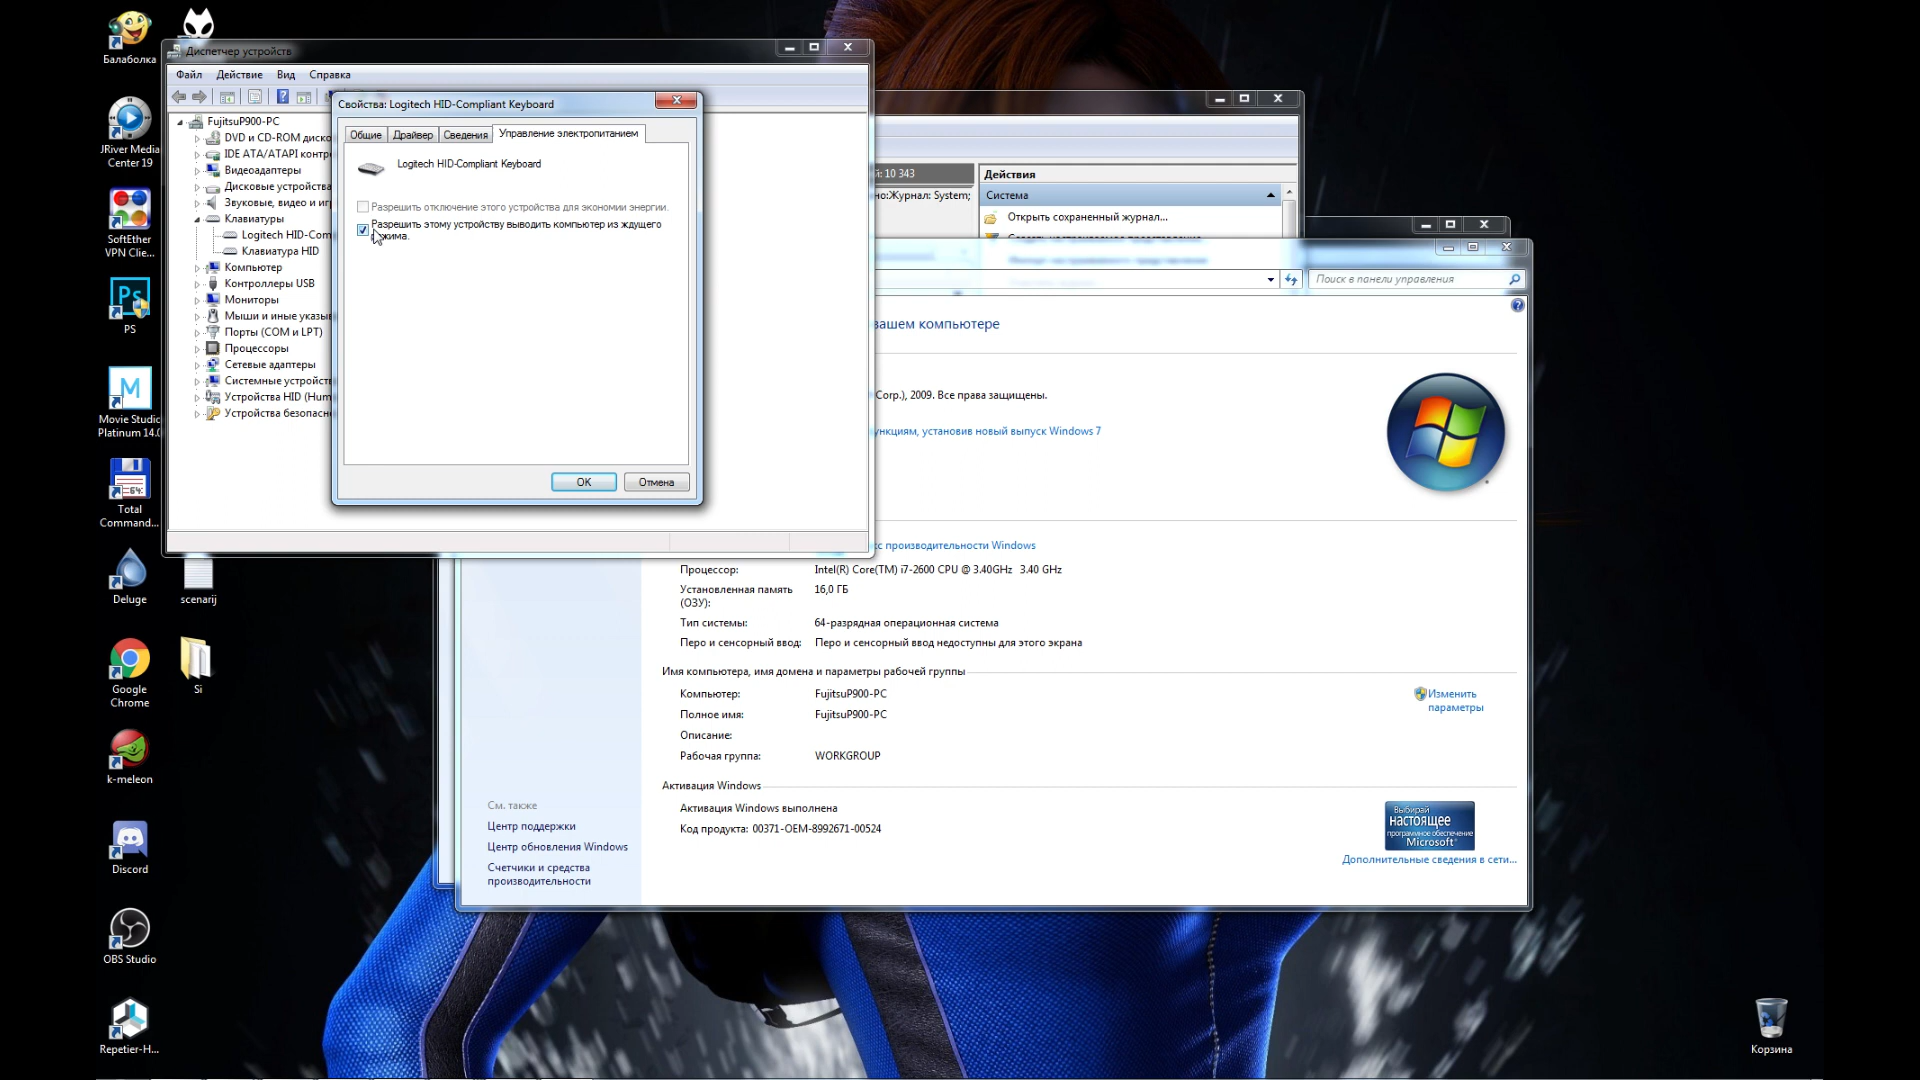 Балаболка
JRiver Media
Center 19
SoftEther
VPN Clie...
PS
Movie Studio
Platinum 14.0
Total
Command...
Deluge
scenarij
Google
Chrome
Si
k-meleon
Discord
OBS Studio
Repetier-H...
Корзина
Диспетчер устройств
Файл Действие Вид Справка
FujitsuP900-PC
DVD и CD-ROM диско
IDE ATA/ATAPI контр
Видеоадаптеры
Дисковые устройства
Звуковые, видео и игр
Клавиатуры
Logitech HID-Com
Клавиатура HID
Компьютер
Контроллеры USB
Мониторы
Мыши и иные указы
Порты (COM и LPT)
Процессоры
Сетевые адаптеры
Системные устройст
Устройства HID (Hum
Устройства безопасн
Свойства: Logitech HID-Compliant Keyboard
Общие Драйвер Сведения Управление электропитанием
Logitech HID-Compliant Keyboard
Разрешить отключение этого устройства для экономии энергии.
Разрешить этому устройству выводить компьютер из ждущего
режима.
OK Отмена
й: 10 343
но:Журнал: System;
Действия
Система
Открыть сохраненный журнал...
Поиск в панели управления
вашем компьютере
Corp.), 2009. Все права защищены.
ункциям, установив новый выпуск Windows 7
с производительности Windows
Процессор: Intel(R) Core(TM) i7-2600 CPU @ 3.40GHz 3.40 GHz
Установленная память 16,0 ГБ
(ОЗУ):
Тип системы: 64-разрядная операционная система
Перо и сенсорный ввод: Перо и сенсорный ввод недоступны для этого экрана
Имя компьютера, имя домена и параметры рабочей группы
Компьютер: FujitsuP900-PC
Изменить
параметры
Полное имя: FujitsuP900-PC
Описание:
Рабочая группа: WORKGROUP
Активация Windows
Активация Windows выполнена
Код продукта: 00371-OEM-8992671-00524
См. также
Центр поддержки
Центр обновления Windows
Счетчики и средства
производительности
Выбирай
настоящее
программное обеспечение
Microsoft
Дополнительные сведения в сети...